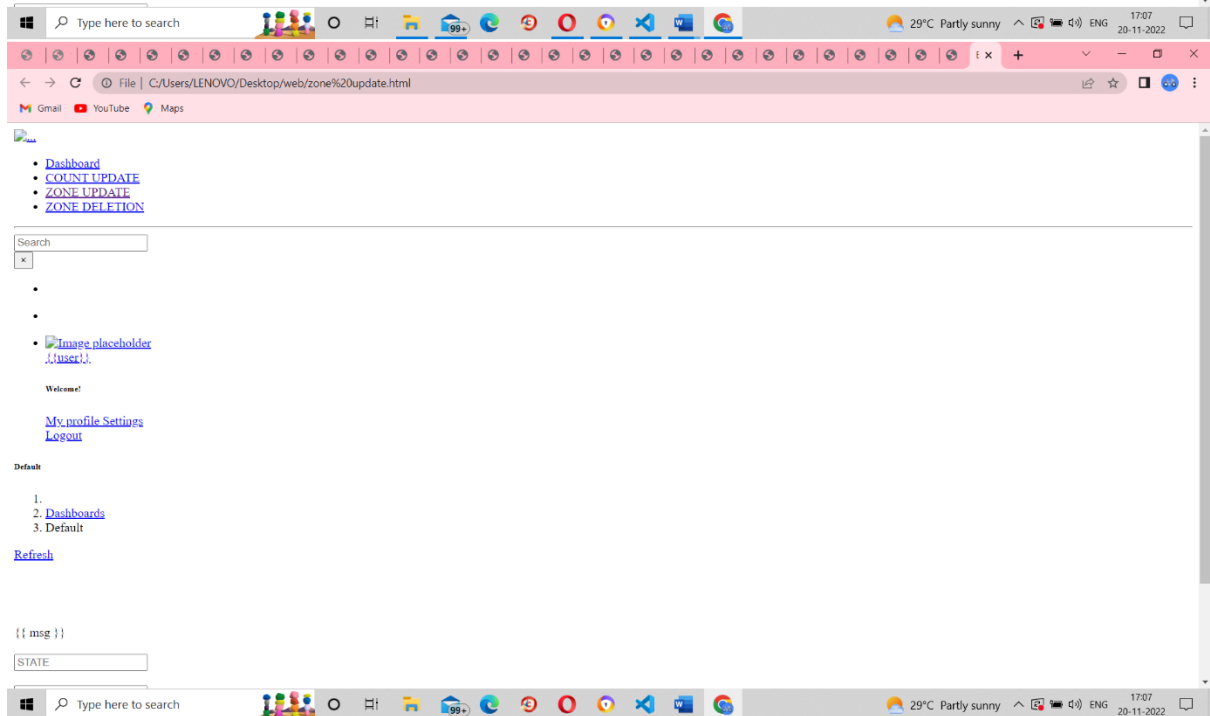 Type here to search
99+
29°C Partly sunny
ENG
17:07
20-11-2022
File | C:/Users/LENOVO/Desktop/web/zone%20update.html
Gmail
YouTube
Maps
...
Dashboard
COUNT UPDATE
ZONE UPDATE
ZONE DELETION
Search
×
Image placeholder
{{user}}
Welcome!
My profile Settings
Logout
Default
1.
2. Dashboards
3. Default
Refresh
{{ msg }}
STATE
Type here to search
99+
29°C Partly sunny
ENG
17:07
20-11-2022